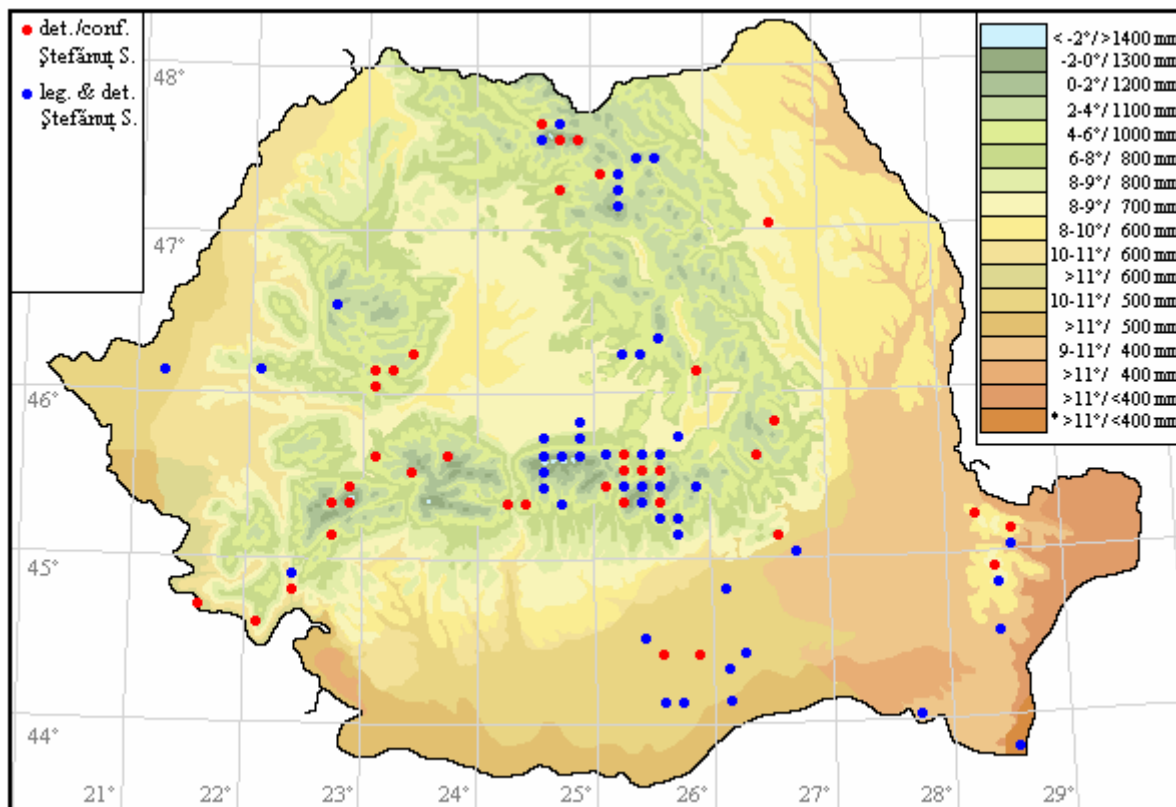 det./conf.
Ştefănuţ S.
leg. & det.
Ştefănuţ S.
< -2°/ >1400 mm
-2-0°/ 1300 mm
0-2°/ 1200 mm
2-4°/ 1100 mm
4-6°/ 1000 mm
6-8°/ 800 mm
8-9°/ 800 mm
8-9°/ 700 mm
8-10°/ 600 mm
10-11°/ 600 mm
>11°/ 600 mm
10-11°/ 500 mm
>11°/ 500 mm
9-11°/ 400 mm
>11°/ 400 mm
>11°/ <400 mm
* >11°/ <400 mm
48°
47°
46°
45°
44°
21° 22° 23° 24° 25° 26° 27° 28° 29°